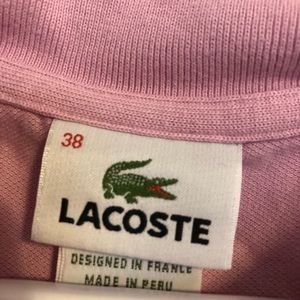 38
LACOSTE
DESIGNED IN FRANCE
MADE IN PERU